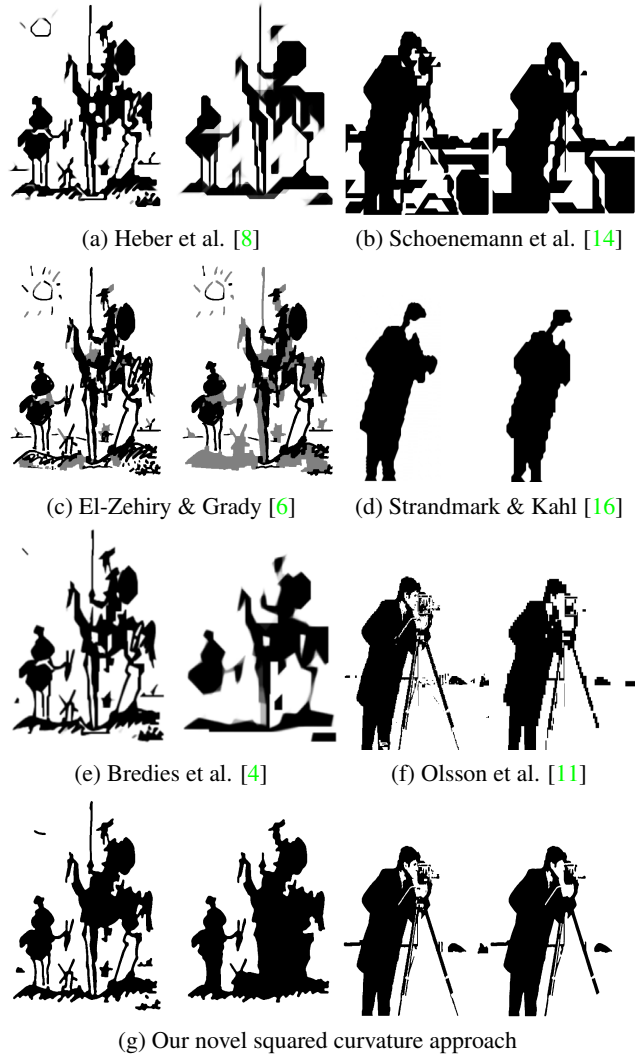 (a) Heber et al. [8]
(b) Schoenemann et al. [14]
(c) El-Zehiry & Grady [6]
(d) Strandmark & Kahl [16]
(e) Bredies et al. [4]
(f) Olsson et al. [11]
(g) Our novel squared curvature approach